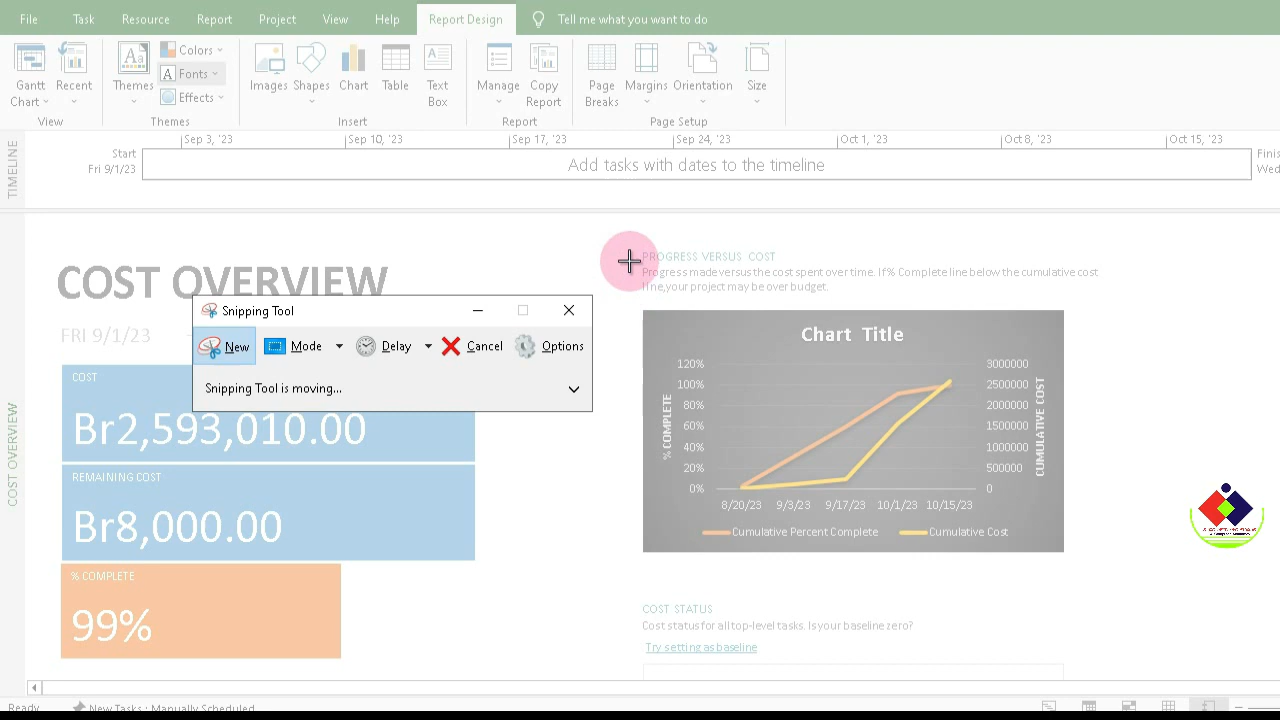 File Task Resource Report Project View Help Report Design Tell me what you want to do
Gantt Chart Recent Themes Colors Fonts Effects Images Shapes Chart Table Text Box Manage Copy Report Page Breaks Margins Orientation Size
View Themes Insert Report Page Setup
TIMELINE
Sep 3, '23 Sep 10, '23 Sep 17, '23 Sep 24, '23 Oct 1, '23 Oct 8, '23 Oct 15, '23
Start
Fri 9/1/23
Add tasks with dates to the timeline
COST OVERVIEW
COST OVERVIEW
FRI 9/1/23 -
Snipping Tool
New Mode Delay Cancel Options
Snipping Tool is moving...
COST
Br2,593,010.00
REMAINING COST
Br8,000.00
% COMPLETE
99%
PROGRESS VERSUS COST
Progress made versus the cost spent over time. If % Complete line below the cumulative cost
line,your project may be over budget.
Chart Title
% COMPLETE
120%
100%
80%
60%
40%
20%
0%
3000000
2500000
2000000
1500000
1000000
500000
0
CUMULATIVE COST
8/20/23 9/3/23 9/17/23 10/1/23 10/15/23
Cumulative Percent Complete Cumulative Cost
COST STATUS
Cost status for all top-level tasks. Is your baseline zero?
Try setting as baseline
Ready New Tasks : Manually Scheduled